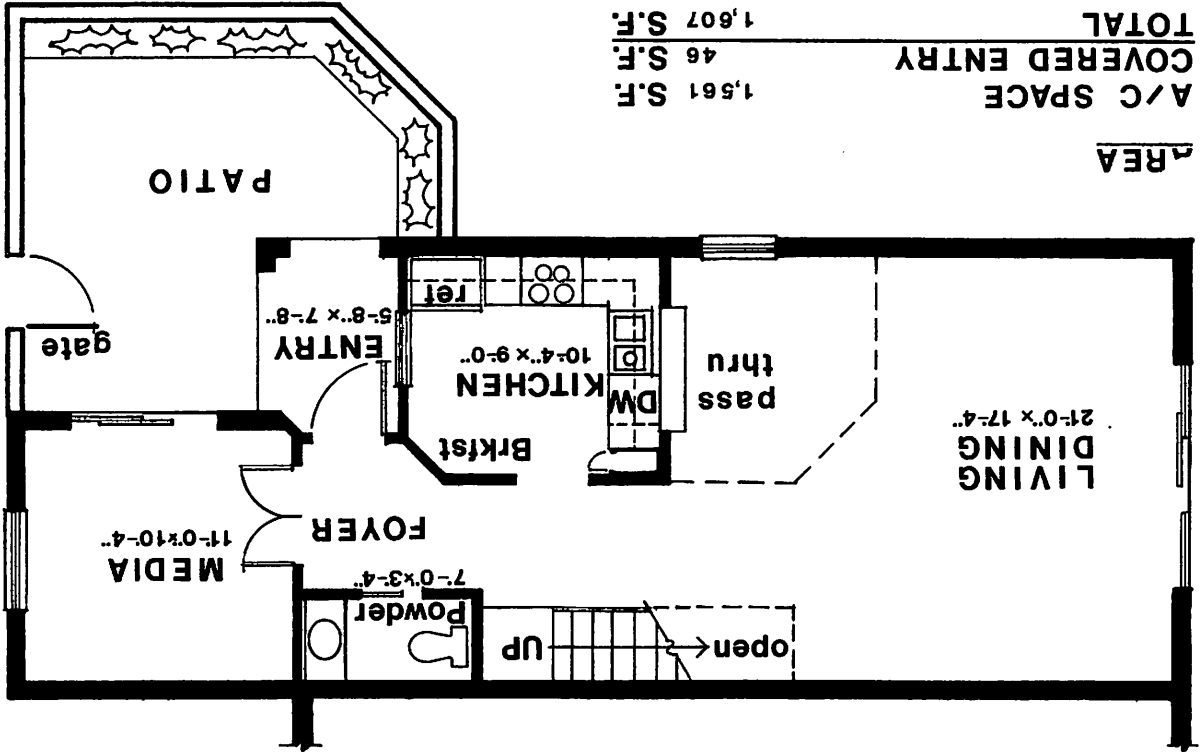 open
UP
Powder
7'-0"x3'-4"
MEDIA
11'-0"x10'-4"
FOYER
LIVING
DINING
21'-0" x 17'-4"
Brkfst
DW
pass
thru
KITCHEN
10'-4" x 9'-0"
ENTRY
5'-8" x 7'-8"
gate
ref
PATIO
AREA
A/C SPACE 1,561 S.F.
COVERED ENTRY 46 S.F.
TOTAL 1,607 S.F.